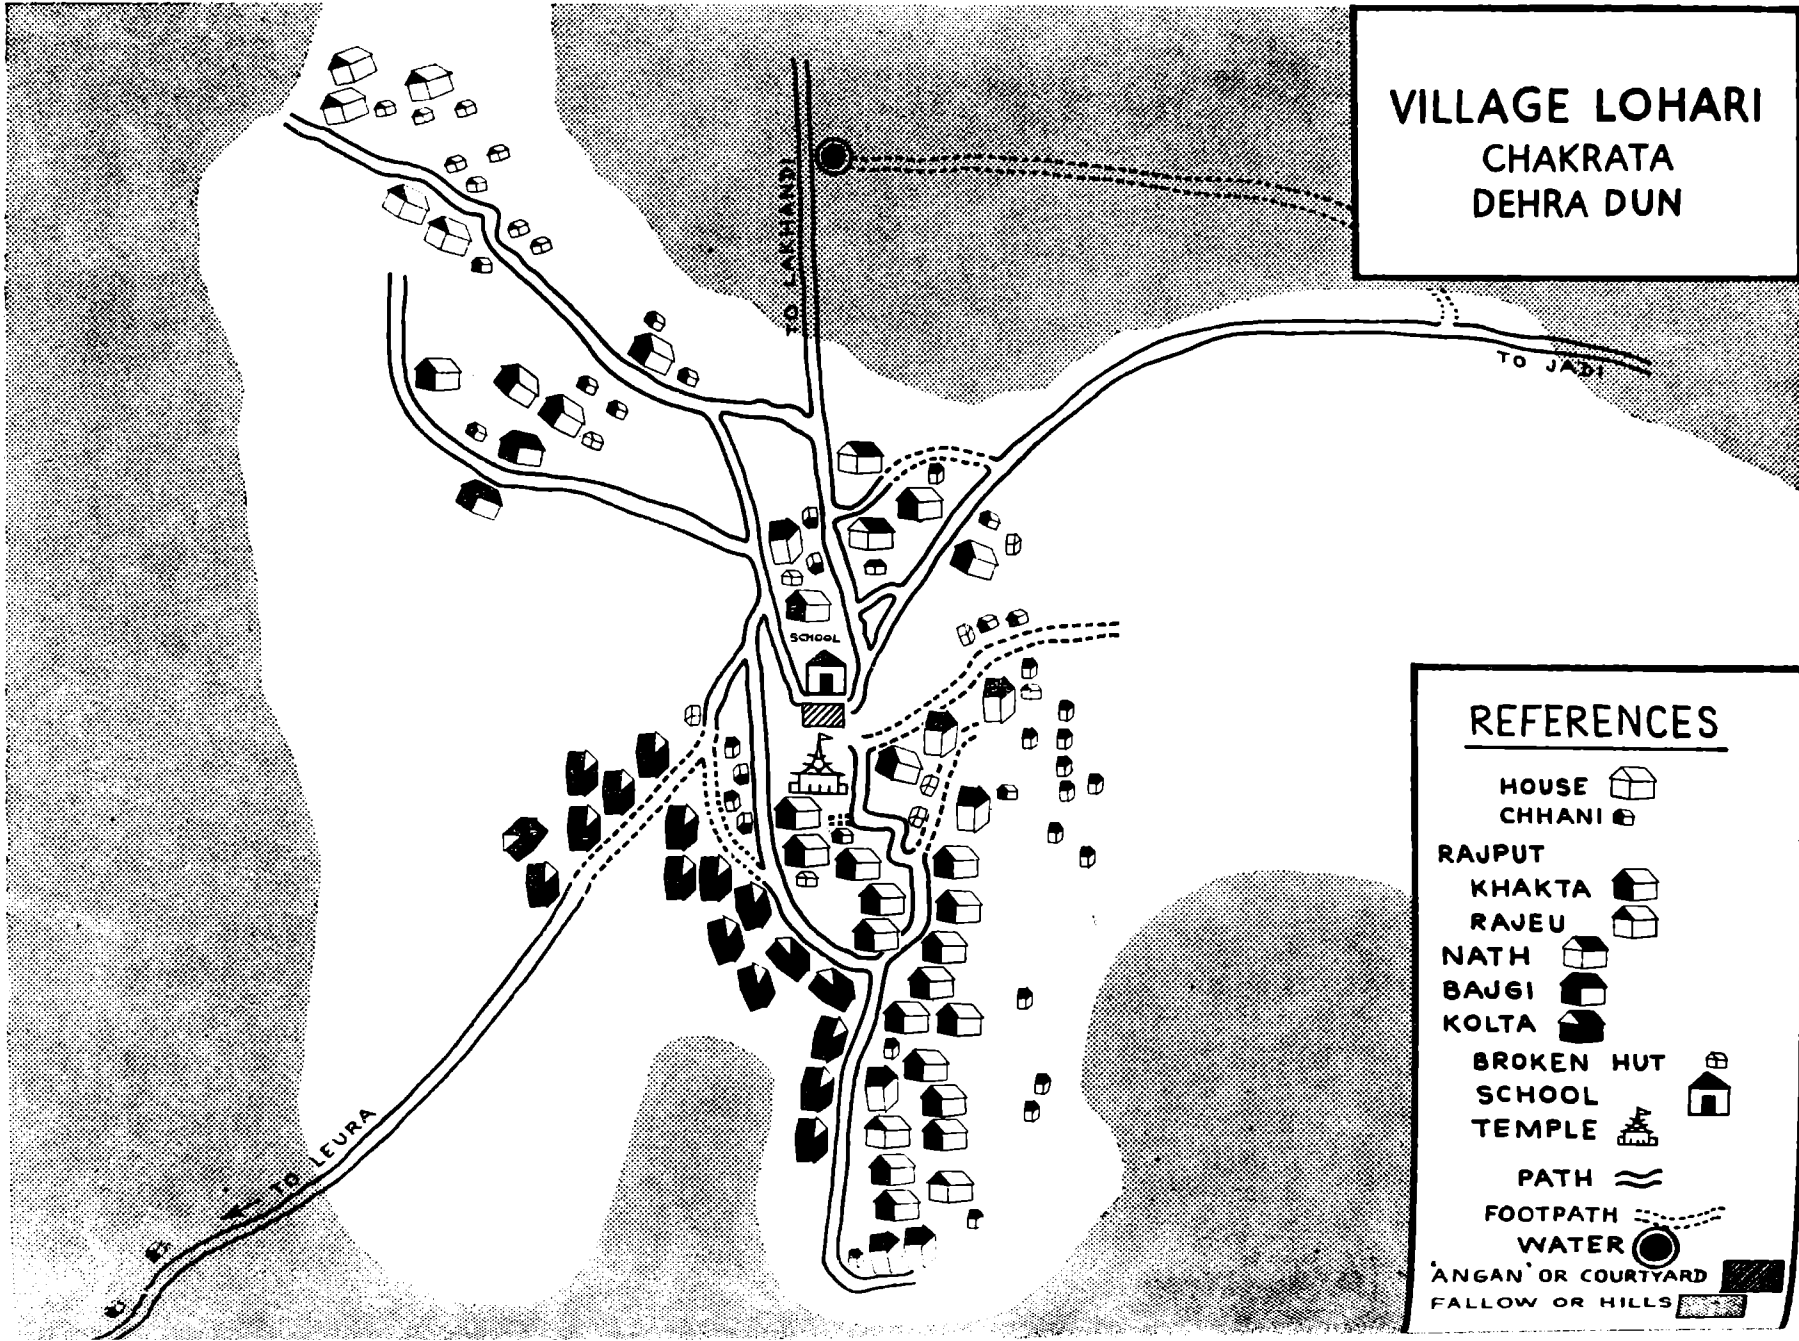 VILLAGE LOHARI
CHAKRATA
DEHRA DUN
TO LAKHANDI
TO JADI
SCHOOL
TO LEURA
REFERENCES
HOUSE
CHHANI
RAJPUT
KHAKTA
RAJEU
NATH
BAJGI
KOLTA
BROKEN HUT
SCHOOL
TEMPLE
PATH
FOOTPATH
WATER
'ANGAN' OR COURTYARD
FALLOW OR HILLS